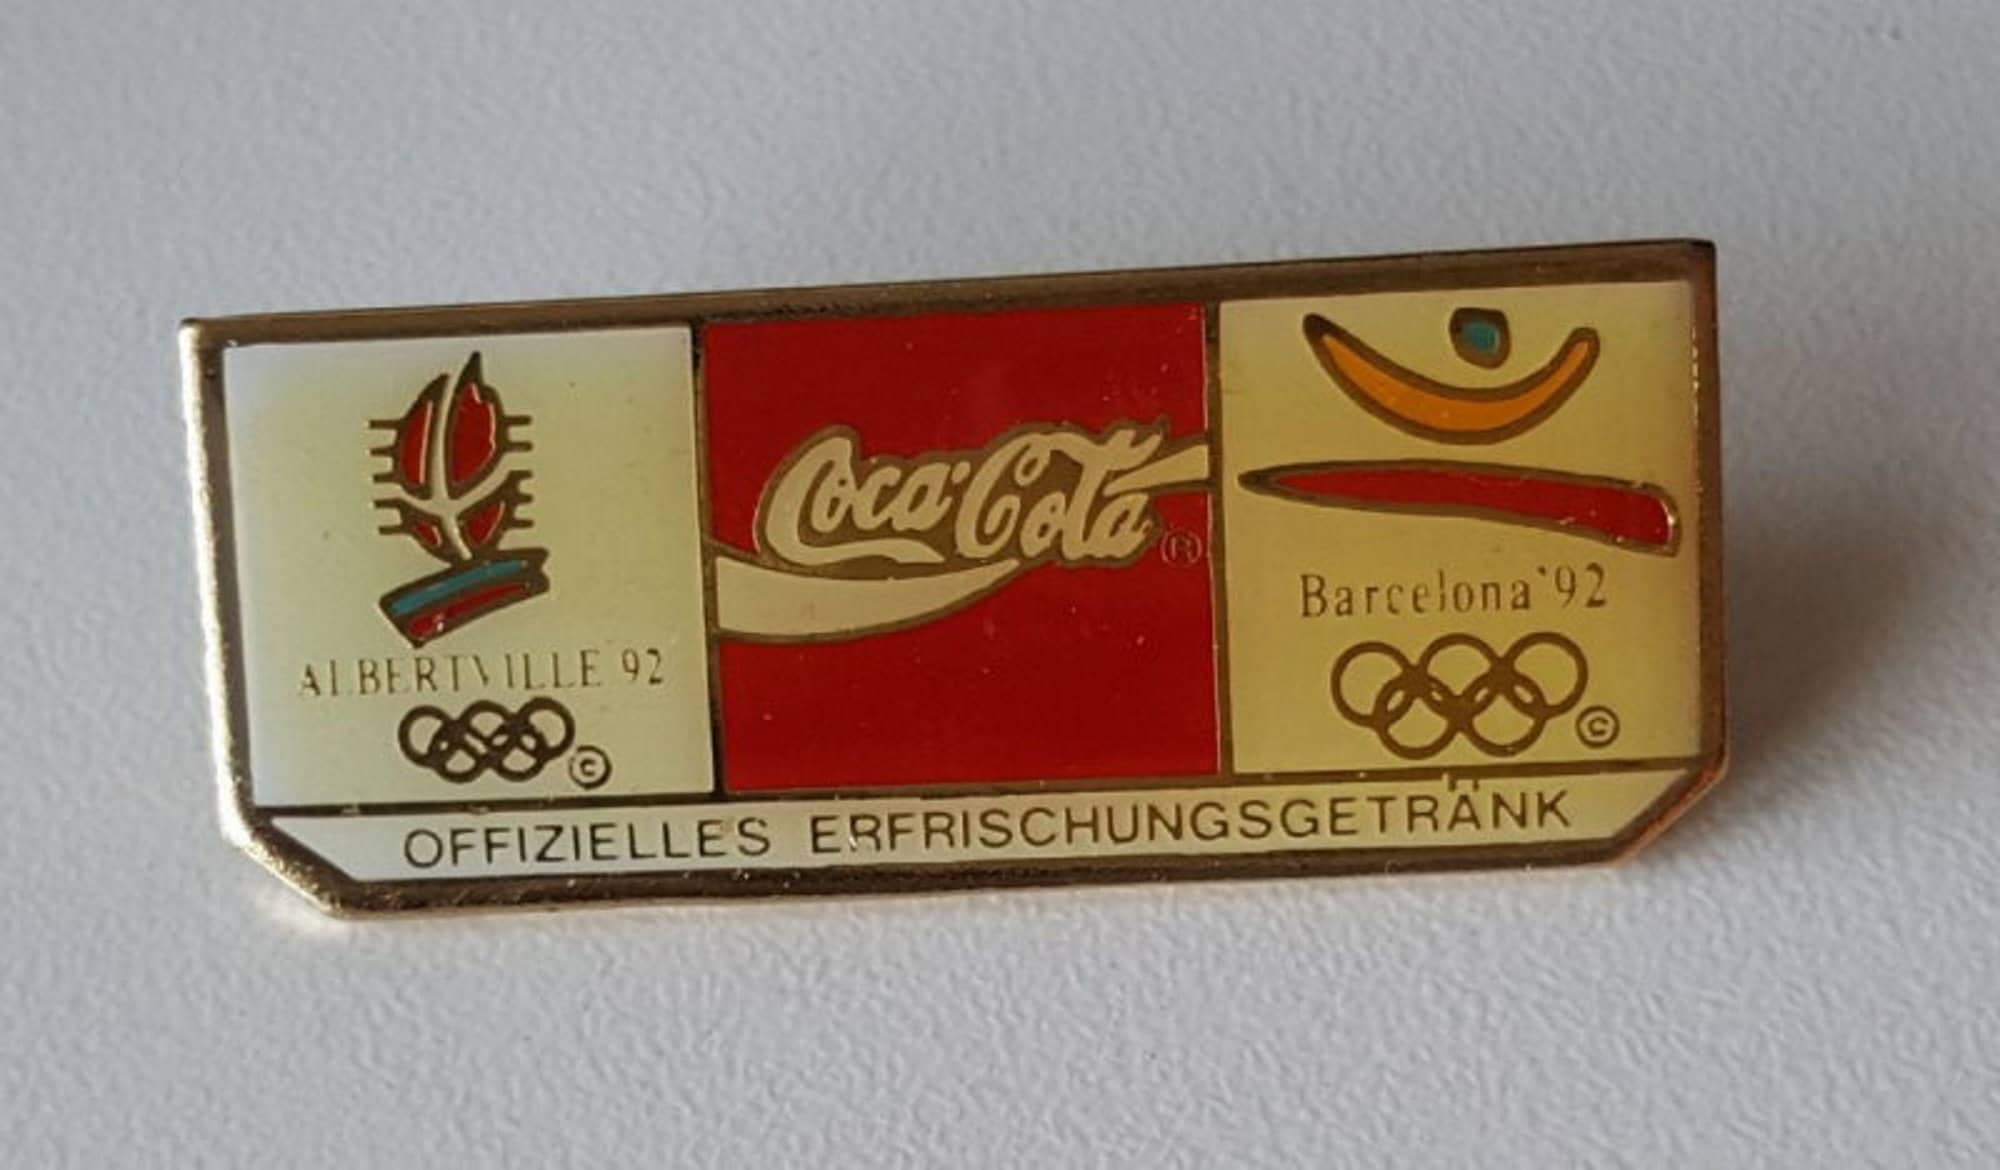 ALBERTVILLE '92
©
Coca-Cola
®
Barcelona '92
©
OFFIZIELLES ERFRISCHUNGSGETRÄNK